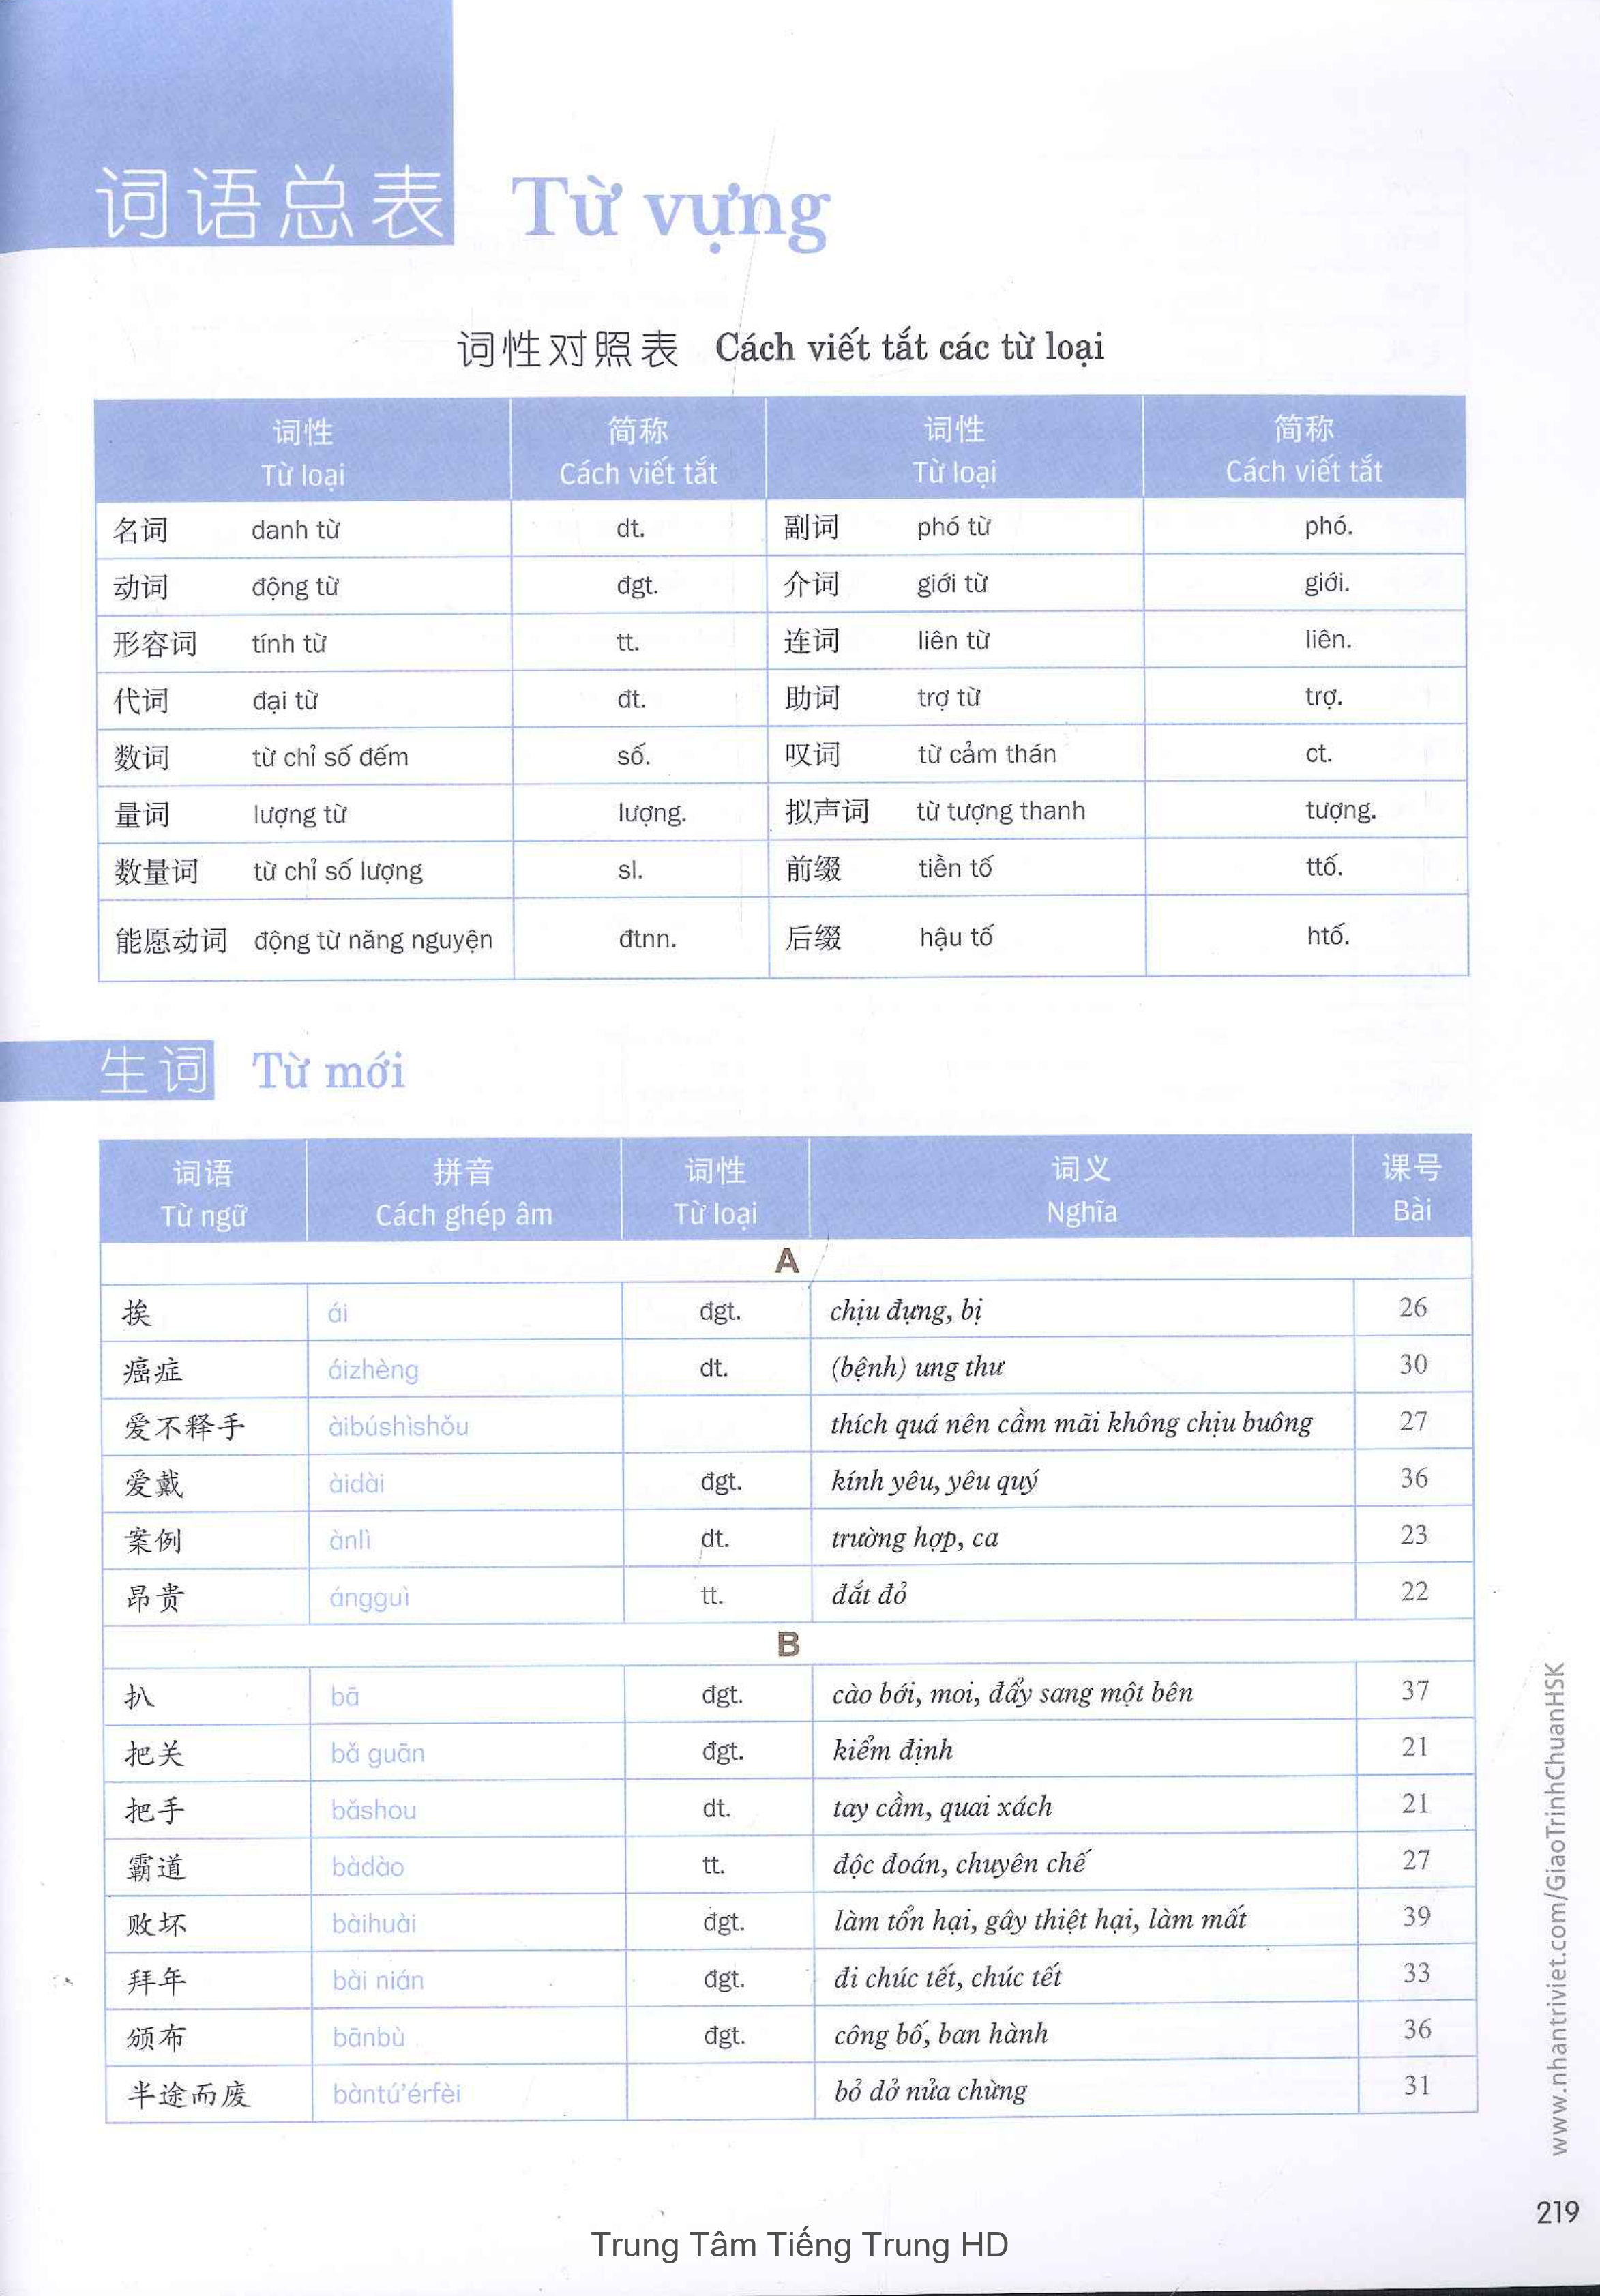 词语总表 Từ vựng
词性对照表 Cách viết tắt các từ loại
词性 简称 词性 简称
Từ loại Cách viết tắt Từ loại Cách viết tắt
名词 danh từ dt. 副词 phó từ phó.
动词 động từ đgt. 介词 giới từ giới.
形容词 tính từ tt. 连词 liên từ liên.
代词 đại từ đt. 助词 trợ từ trợ.
数词 từ chỉ số đếm số. 叹词 từ cảm thán ct.
量词 lượng từ lượng. 拟声词 từ tượng thanh tượng.
数量词 từ chỉ số lượng sl. 前缀 tiền tố ttố.
能愿动词 động từ năng nguyện đtnn. 后缀 hậu tố htố.
生词 Từ mới
词语 拼音 词性 词义 课号
Từ ngữ Cách ghép âm Từ loại Nghĩa Bài
A
挨 ái đgt. chịu đựng, bị 26
癌症 áizhèng dt. (bệnh) ung thư 30
爱不释手 àibúshìshǒu thích quá nên cầm mãi không chịu buông 27
爱戴 àidài đgt. kính yêu, yêu quý 36
案例 ànlì dt. trường hợp, ca 23
昂贵 ángguì tt. đắt đỏ 22
B
扒 bā đgt. cào bới, moi, đẩy sang một bên 37
把关 bǎ guān đgt. kiểm định 21
把手 bǎshou dt. tay cầm, quai xách 21
霸道 bàdào tt. độc đoán, chuyên chế 27
败坏 bàihuài đgt. làm tổn hại, gây thiệt hại, làm mất 39
拜年 bài nián đgt. đi chúc tết, chúc tết 33
颁布 bānbù đgt. công bố, ban hành 36
半途而废 bàntú'érfèi bỏ dở nửa chừng 31
www.nhantriviet.com/GiaoTrinhChuanHSK
219
Trung Tâm Tiếng Trung HD